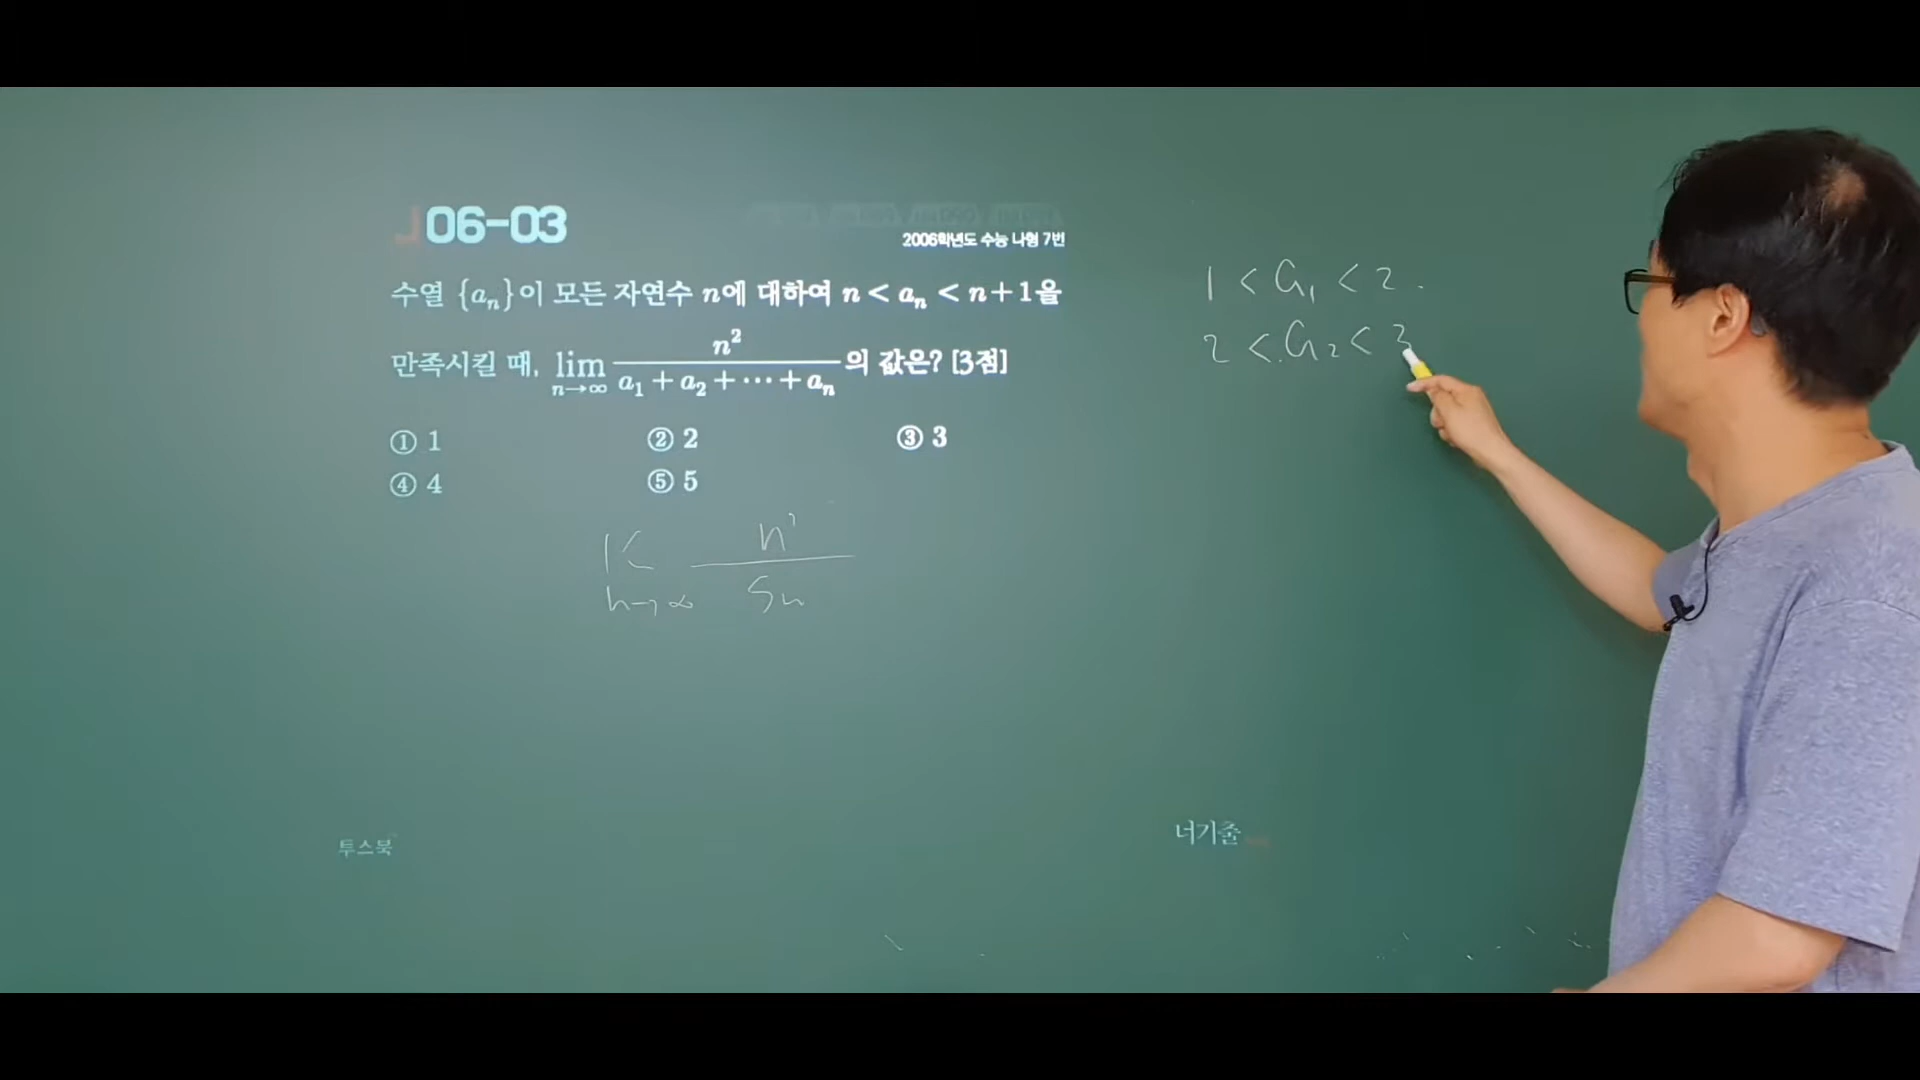 06-03
2006학년도 수능 나형 7번
수열 {aₙ}이 모든 자연수 n에 대하여 n < aₙ < n+1을
만족시킬 때, lim n→∞ n² / (a₁ + a₂ + ⋯ + aₙ) 의 값은? [3점]
① 1 ② 2 ③ 3
④ 4 ⑤ 5
n→∞ n² / Sn
1 < a₁ < 2
2 < a₂ < 3
투스북
너기출